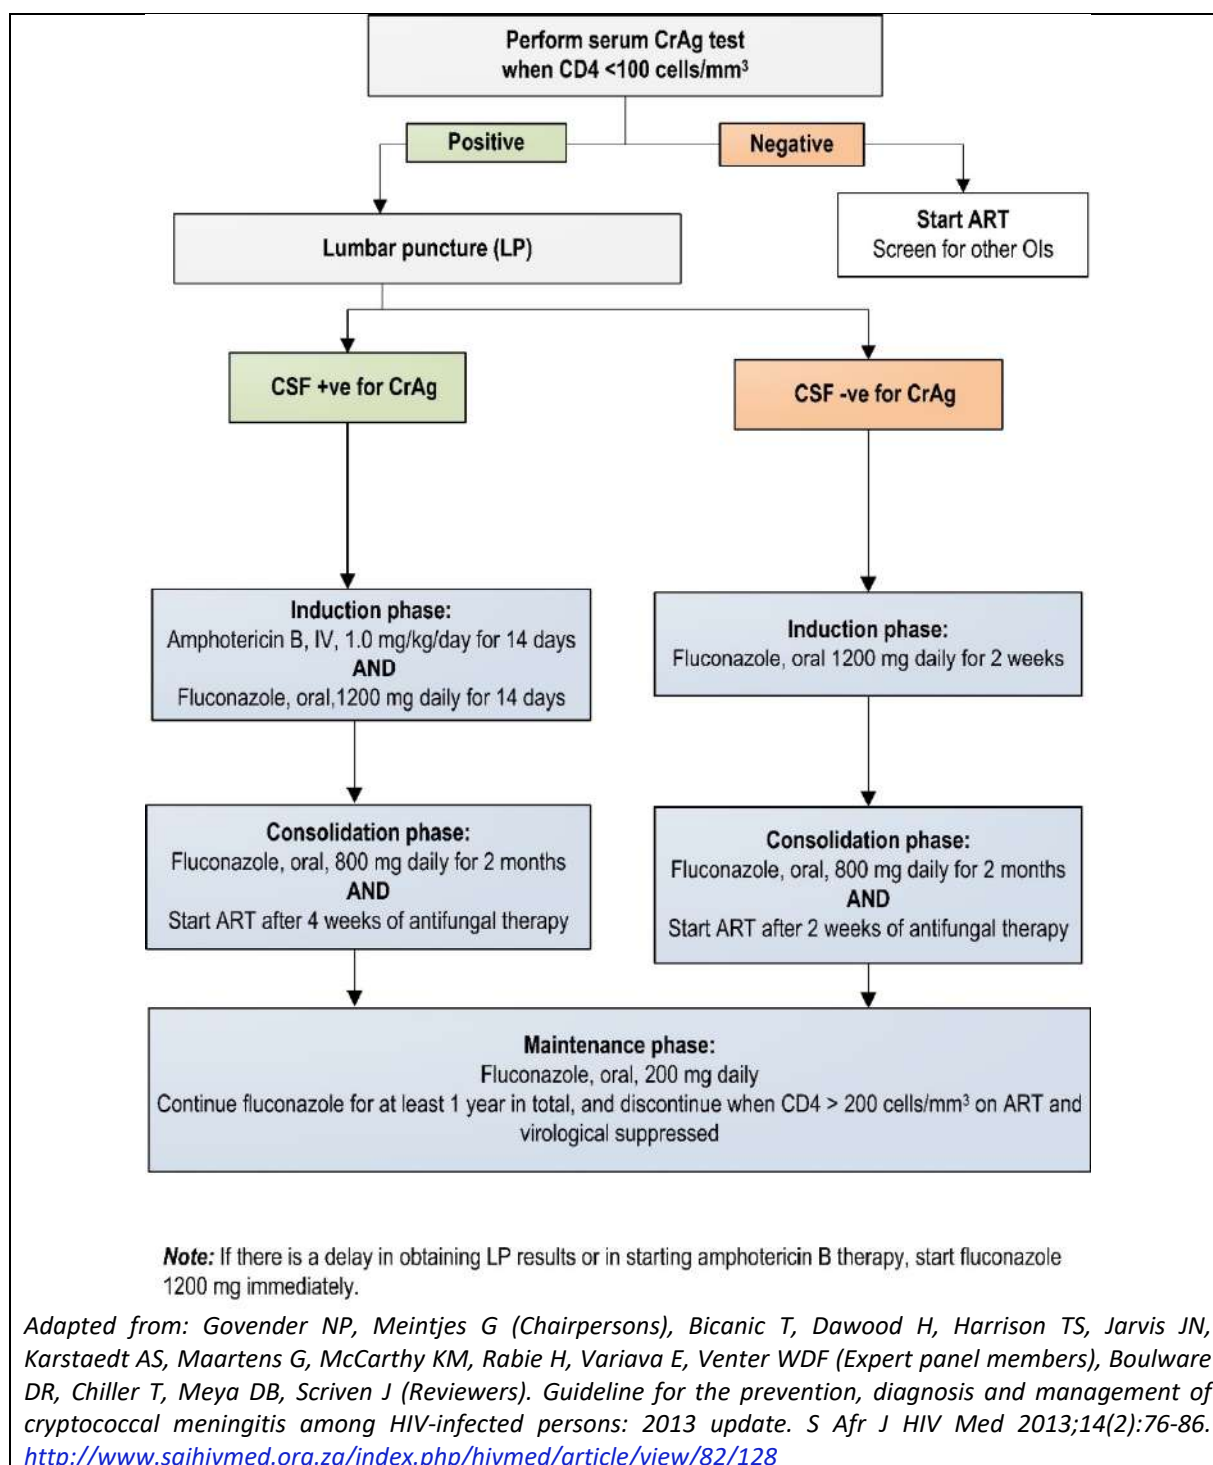 Perform serum CrAg test
when CD4 <100 cells/mm³
Positive
Negative
Start ART
Screen for other OIs
Lumbar puncture (LP)
CSF +ve for CrAg
CSF -ve for CrAg
Induction phase:
Amphotericin B, IV, 1.0 mg/kg/day for 14 days
AND
Fluconazole, oral,1200 mg daily for 14 days
Induction phase:
Fluconazole, oral 1200 mg daily for 2 weeks
Consolidation phase:
Fluconazole, oral, 800 mg daily for 2 months
AND
Start ART after 4 weeks of antifungal therapy
Consolidation phase:
Fluconazole, oral, 800 mg daily for 2 months
AND
Start ART after 2 weeks of antifungal therapy
Maintenance phase:
Fluconazole, oral, 200 mg daily
Continue fluconazole for at least 1 year in total, and discontinue when CD4 > 200 cells/mm³ on ART and
virological suppressed
Note: If there is a delay in obtaining LP results or in starting amphotericin B therapy, start fluconazole
1200 mg immediately.
Adapted from: Govender NP, Meintjes G (Chairpersons), Bicanic T, Dawood H, Harrison TS, Jarvis JN,
Karstaedt AS, Maartens G, McCarthy KM, Rabie H, Variava E, Venter WDF (Expert panel members), Boulware
DR, Chiller T, Meya DB, Scriven J (Reviewers). Guideline for the prevention, diagnosis and management of
cryptococcal meningitis among HIV-infected persons: 2013 update. S Afr J HIV Med 2013;14(2):76-86.
http://www.sajhivmed.org.za/index.php/hivmed/article/view/82/128